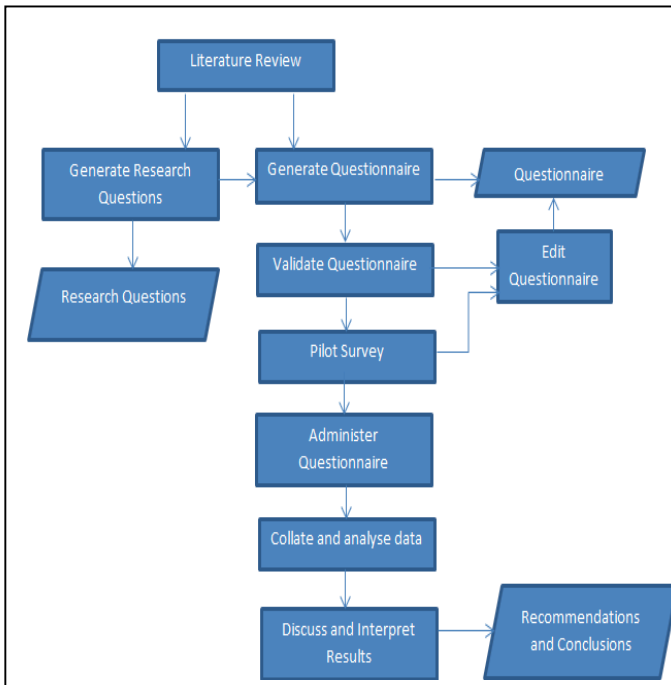 Literature Review
Generate Research
Questions
Generate Questionnaire
Questionnaire
Research Questions
Validate Questionnaire
Edit
Questionnaire
Pilot Survey
Administer
Questionnaire
Collate and analyse data
Discuss and Interpret
Results
Recommendations
and Conclusions